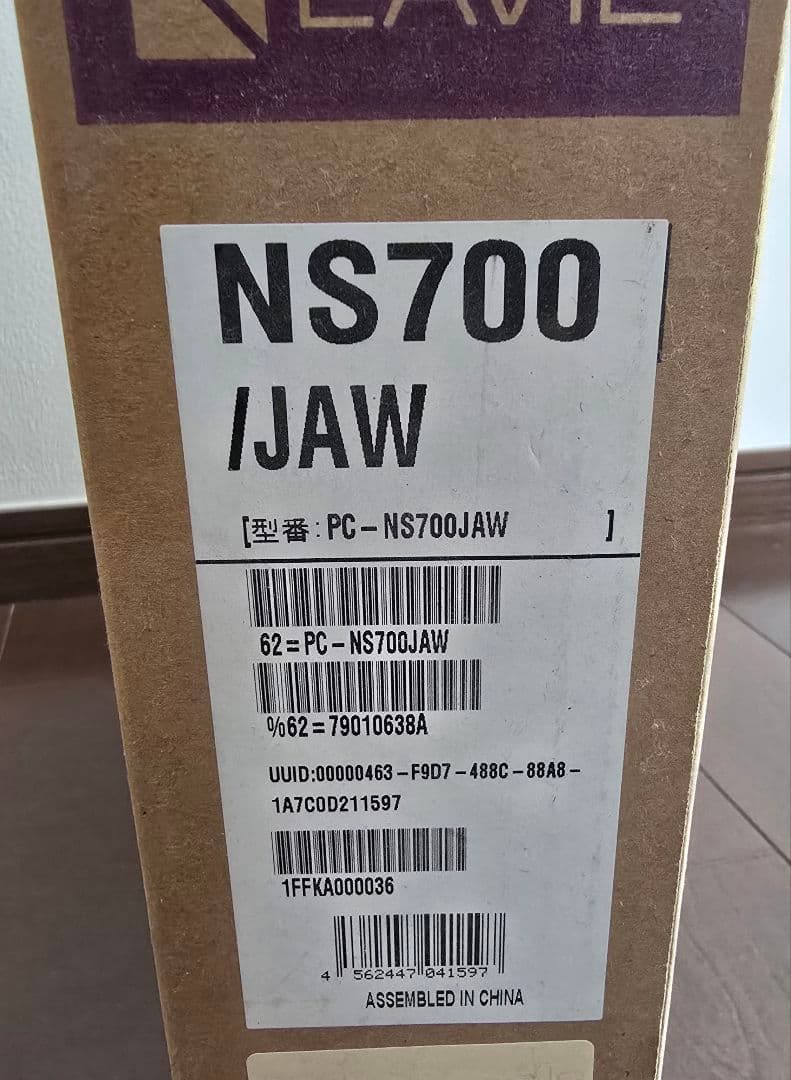 LAVIE
NS700
/JAW
[型番:PC-NS700JAW ]
62=PC-NS700JAW
%62=79010638A
UUID:00000463-F9D7-488C-88A8-
1A7C0D211597
1FFKA000036
4 562447 041597
ASSEMBLED IN CHINA